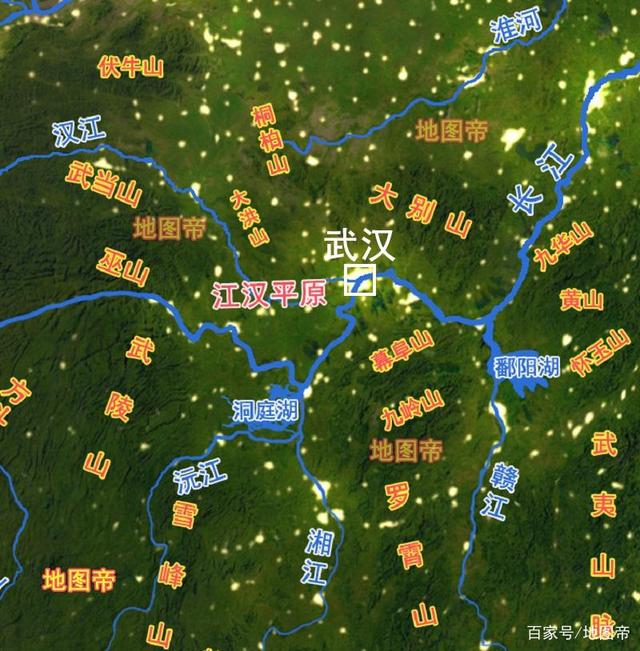 淮河
伏牛山
桐柏山
汉江
地图帝
长江
武当山
大洪山
大别山
地图帝
武汉
九华山
巫山
江汉平原
黄山
武陵山
幕阜山
怀玉山
鄱阳湖
洞庭湖
九岭山
地图帝
武夷山脉
沅江
赣江
雪峰山
罗霄山
湘江
地图帝
百家号/地图帝